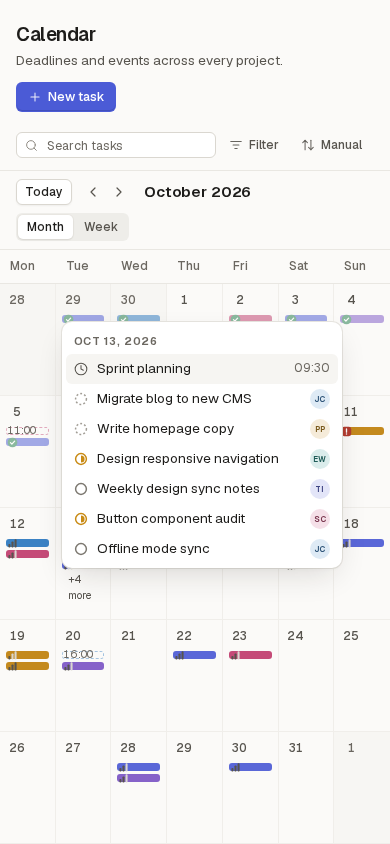 Calendar
Deadlines and events across every project.
New task
Search tasks
Filter
Manual
Today
October 2026
Month
Week
Mon Tue Wed Thu Fri Sat Sun
28 29 30 1 2 3 4
OCT 13, 2026
Sprint planning 09:30
Migrate blog to new CMS JC
Write homepage copy PP
Design responsive navigation EW
Weekly design sync notes TI
Button component audit SC
Offline mode sync JC
5 11
11:00
12 18
+4
more
19 20 21 22 23 24 25
16:00
26 27 28 29 30 31 1